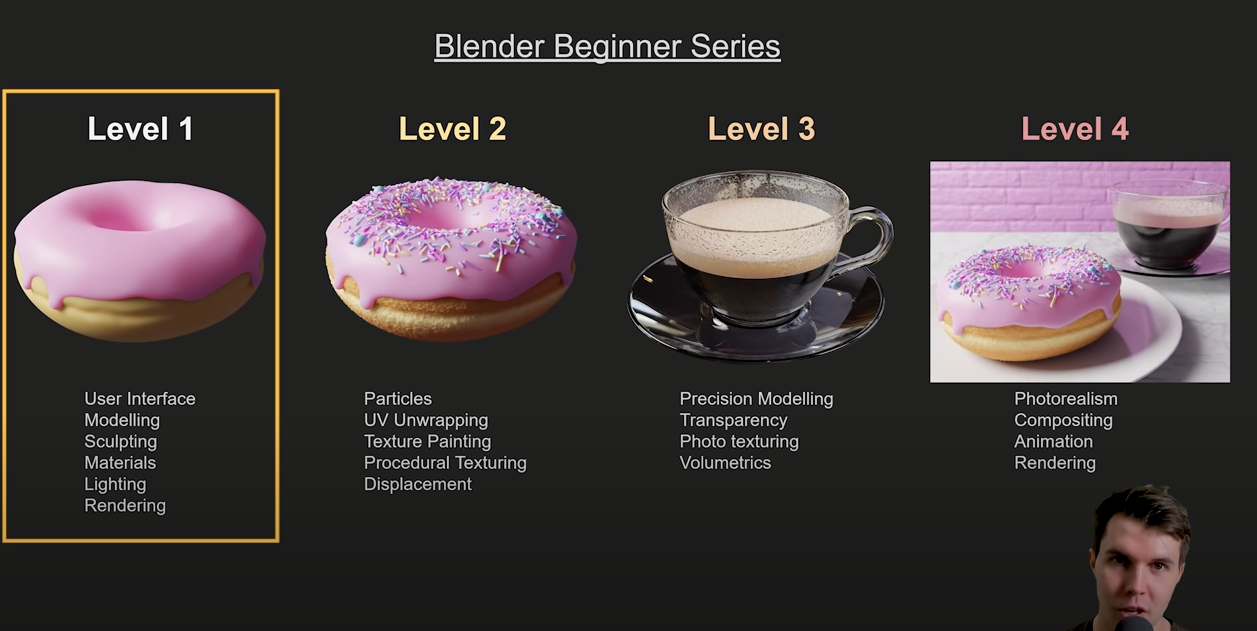 Blender Beginner Series
Level 1
User Interface
Modelling
Sculpting
Materials
Lighting
Rendering
Level 2
Particles
UV Unwrapping
Texture Painting
Procedural Texturing
Displacement
Level 3
Precision Modelling
Transparency
Photo texturing
Volumetrics
Level 4
Photorealism
Compositing
Animation
Rendering